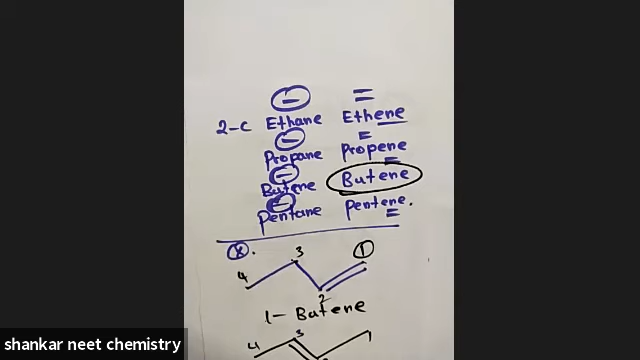 2-C Ethane Ethene
Propane Propene
Butene Butene
Pentane Pentene.
4 3 1
2
1- Butene
4 3 1
shankar neet chemistry